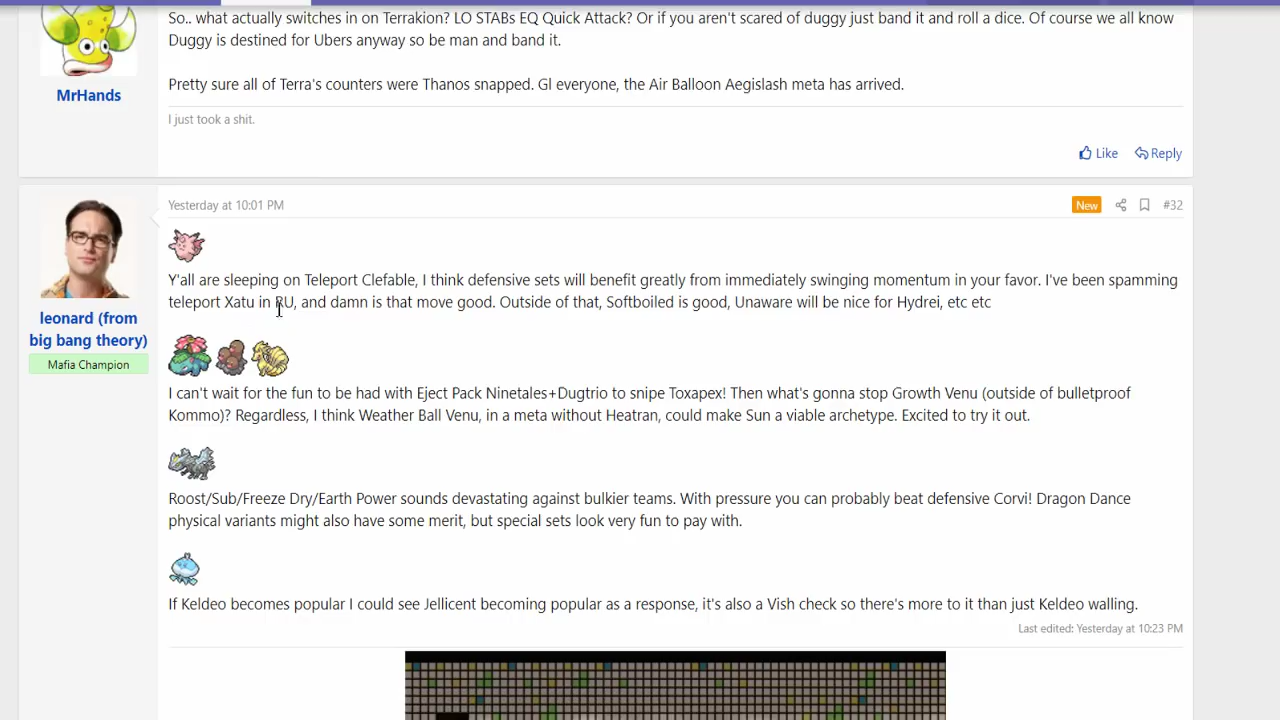 So.. what actually switches in on Terrakion? LO STABs EQ Quick Attack? Or if you aren't scared of duggy just band it and roll a dice. Of course we all know
Duggy is destined for Ubers anyway so be man and band it.
Pretty sure all of Terra's counters were Thanos snapped. Gl everyone, the Air Balloon Aegislash meta has arrived.
MrHands
I just took a shit.
Like Reply
Yesterday at 10:01 PM
New #32
Y'all are sleeping on Teleport Clefable, I think defensive sets will benefit greatly from immediately swinging momentum in your favor. I've been spamming
teleport Xatu in RU, and damn is that move good. Outside of that, Softboiled is good, Unaware will be nice for Hydrei, etc etc
leonard (from
big bang theory)
Mafia Champion
I can't wait for the fun to be had with Eject Pack Ninetales+Dugtrio to snipe Toxapex! Then what's gonna stop Growth Venu (outside of bulletproof
Kommo)? Regardless, I think Weather Ball Venu, in a meta without Heatran, could make Sun a viable archetype. Excited to try it out.
Roost/Sub/Freeze Dry/Earth Power sounds devastating against bulkier teams. With pressure you can probably beat defensive Corvi! Dragon Dance
physical variants might also have some merit, but special sets look very fun to pay with.
If Keldeo becomes popular I could see Jellicent becoming popular as a response, it's also a Vish check so there's more to it than just Keldeo walling.
Last edited: Yesterday at 10:23 PM